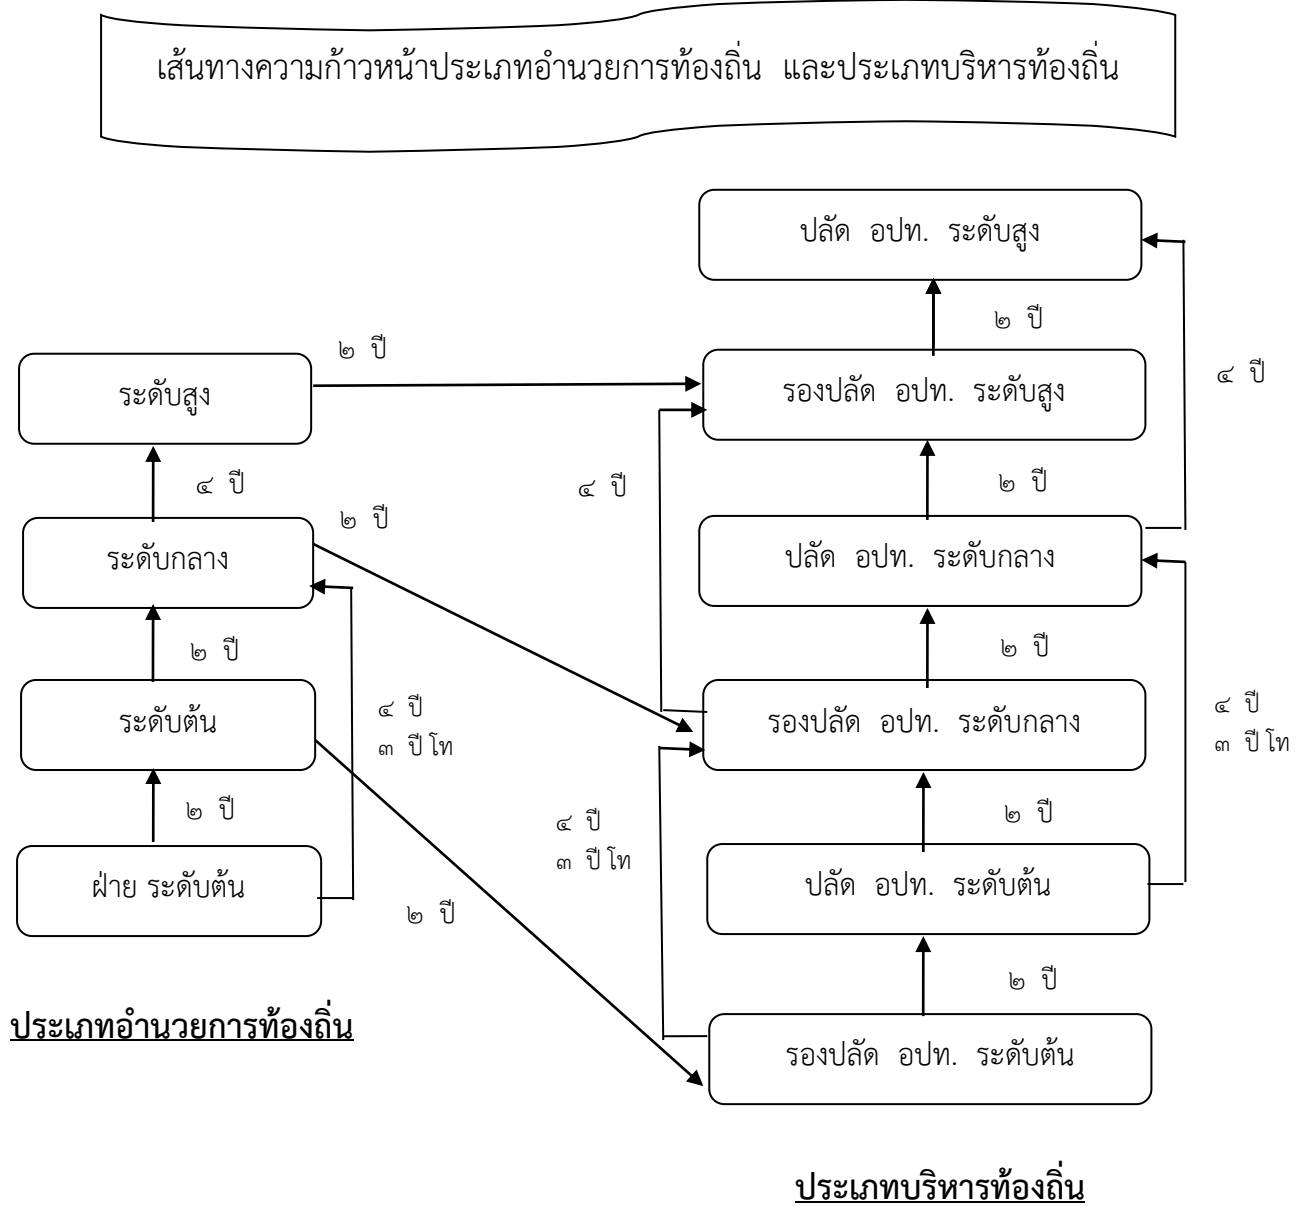 เส้นทางความก้าวหน้าประเภทอำนวยการท้องถิ่น และประเภทบริหารท้องถิ่น
ปลัด อปท. ระดับสูง
๒ ปี
๒ ปี
รองปลัด อปท. ระดับสูง
๔ ปี
ระดับสูง
๔ ปี
๔ ปี
๒ ปี
๒ ปี
ระดับกลาง
ปลัด อปท. ระดับกลาง
๒ ปี
๒ ปี
ระดับต้น
๔ ปี
๓ ปี โท
รองปลัด อปท. ระดับกลาง
๔ ปี
๓ ปี โท
๒ ปี
๔ ปี
๓ ปี โท
๒ ปี
ฝ่าย ระดับต้น
ปลัด อปท. ระดับต้น
๒ ปี
๒ ปี
ประเภทอำนวยการท้องถิ่น
รองปลัด อปท. ระดับต้น
ประเภทบริหารท้องถิ่น